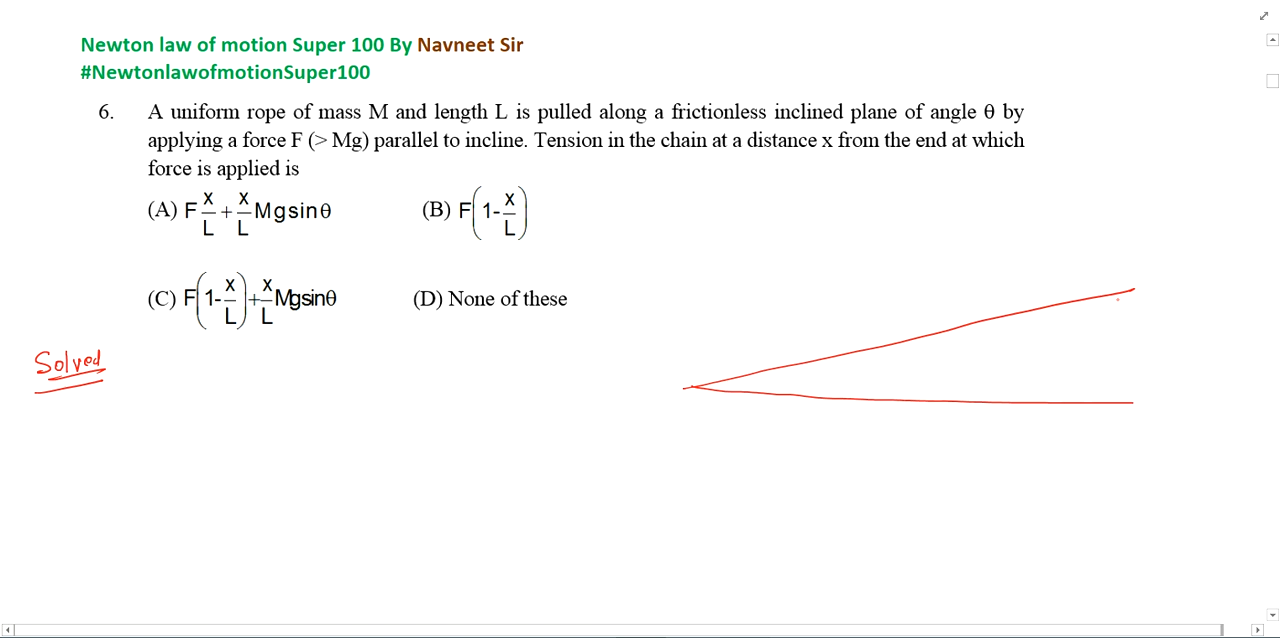 Newton law of motion Super 100 By Navneet Sir
#NewtonlawofmotionSuper100
6. A uniform rope of mass M and length L is pulled along a frictionless inclined plane of angle θ by
applying a force F (> Mg) parallel to incline. Tension in the chain at a distance x from the end at which
force is applied is
(A) F x/L + x/L Mgsinθ (B) F(1-x/L)
(C) F(1-x/L)+x/L Mgsinθ (D) None of these
Solved